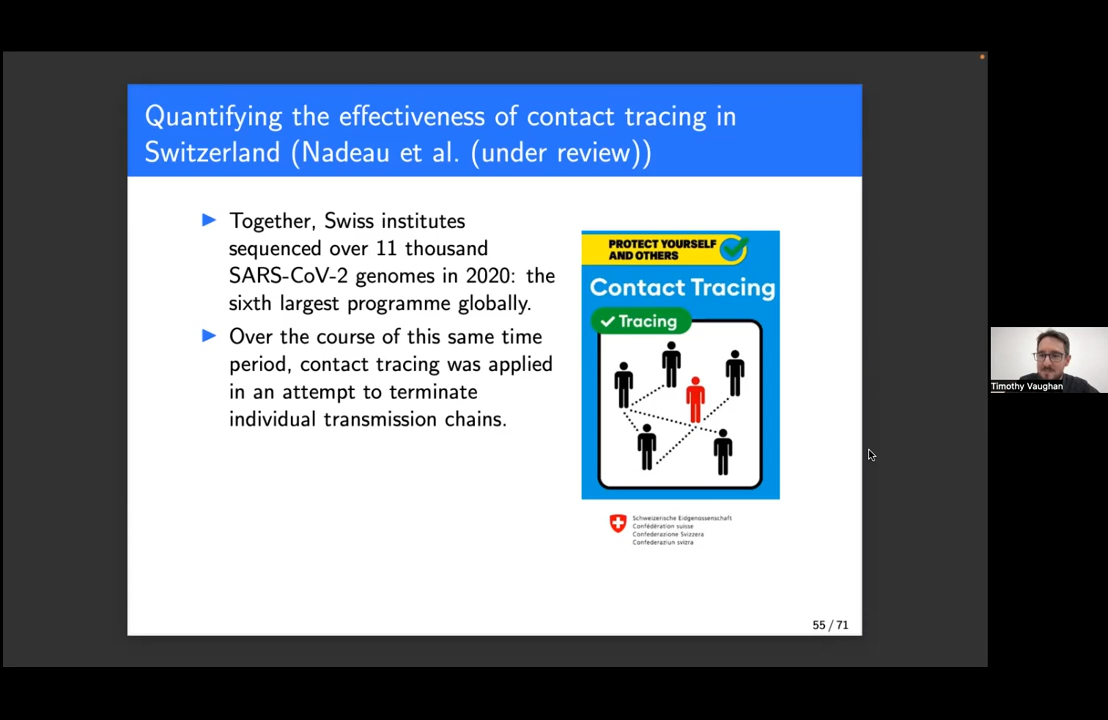 Quantifying the effectiveness of contact tracing in
Switzerland (Nadeau et al. (under review))
Together, Swiss institutes
sequenced over 11 thousand
SARS-CoV-2 genomes in 2020: the
sixth largest programme globally.
Over the course of this same time
period, contact tracing was applied
in an attempt to terminate
individual transmission chains.
PROTECT YOURSELF
AND OTHERS
Contact Tracing
Tracing
Schweizerische Eidgenossenschaft
Confédération suisse
Confederazione Svizzera
Confederaziun svizra
55 / 71
Timothy Vaughan